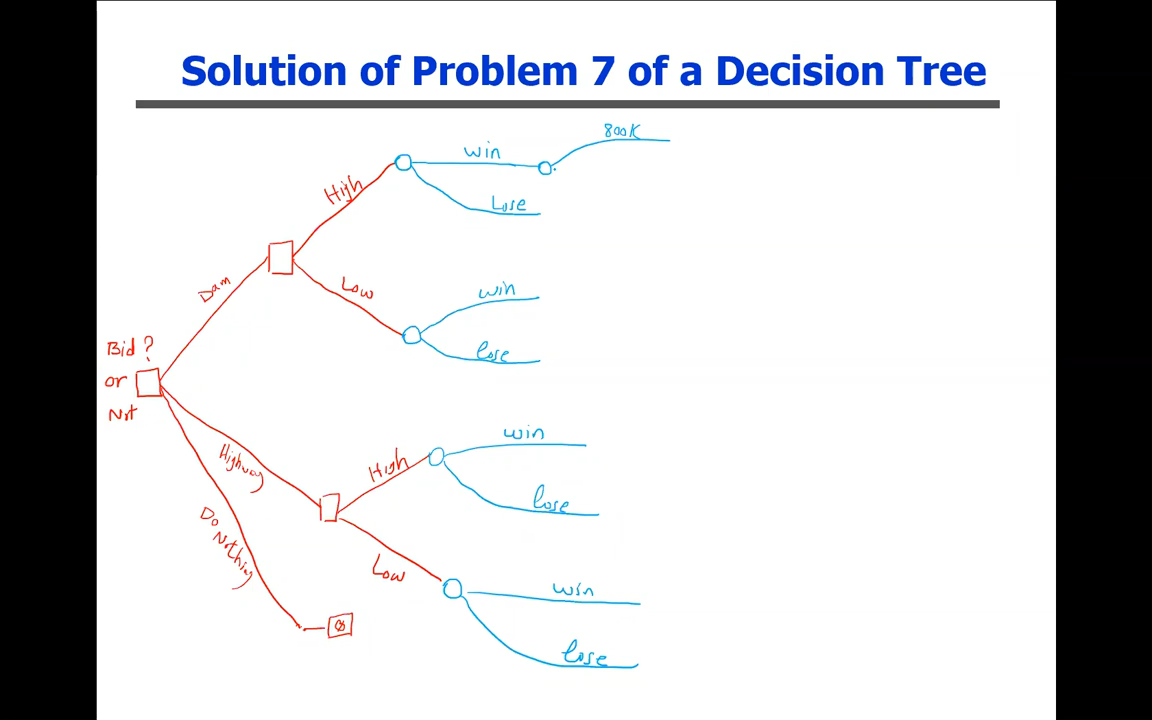 Solution of Problem 7 of a Decision Tree
800K
win
High
Lose
Dam
Low
win
lose
Bid ?
or
Not
Highway
High
win
lose
Do
Nothing
Low
win
lose
0